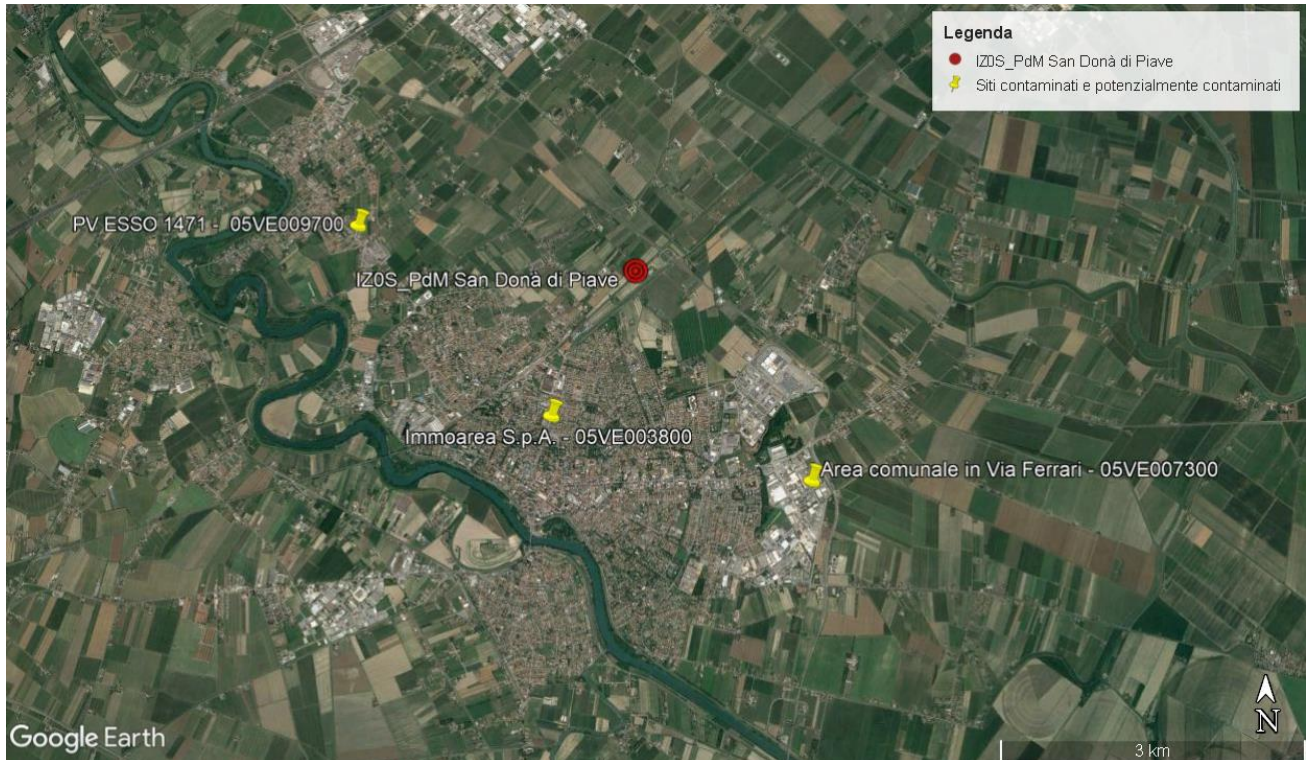 Legenda
IZ0S_PdM San Donà di Piave
Siti contaminati e potenzialmente contaminati
PV ESSO 1471 - 05VE009700
IZ0S_PdM San Donà di Piave
Immoarea S.p.A. - 05VE003800
Area comunale in Via Ferrari - 05VE007300
N
Google Earth
3 km